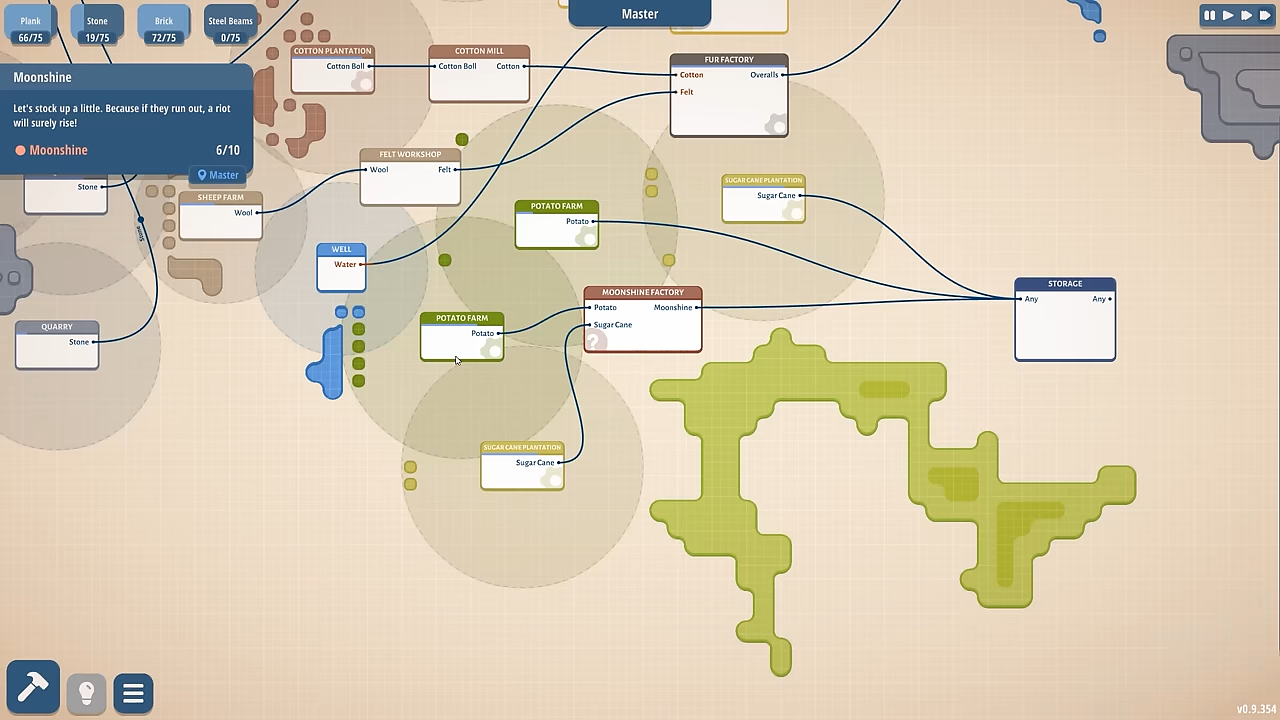 Plank
66/75
Stone
19/75
Brick
72/75
Steel Beams
0/75
Master
Moonshine
Let's stock up a little. Because if they run out, a riot
will surely rise!
Moonshine
6/10
Master
Stone
COTTON PLANTATION
Cotton Boll
COTTON MILL
Cotton Boll
Cotton
FUR FACTORY
Cotton
Overalls
Felt
FELT WORKSHOP
Wool
Felt
SHEEP FARM
Wool
SUGAR CANE PLANTATION
Sugar Cane
POTATO FARM
Potato
WELL
Water
Stone
QUARRY
Stone
MOONSHINE FACTORY
Potato
Moonshine
Sugar Cane
STORAGE
Any
Any
POTATO FARM
Potato
SUGAR CANE PLANTATION
Sugar Cane
v0.9.354